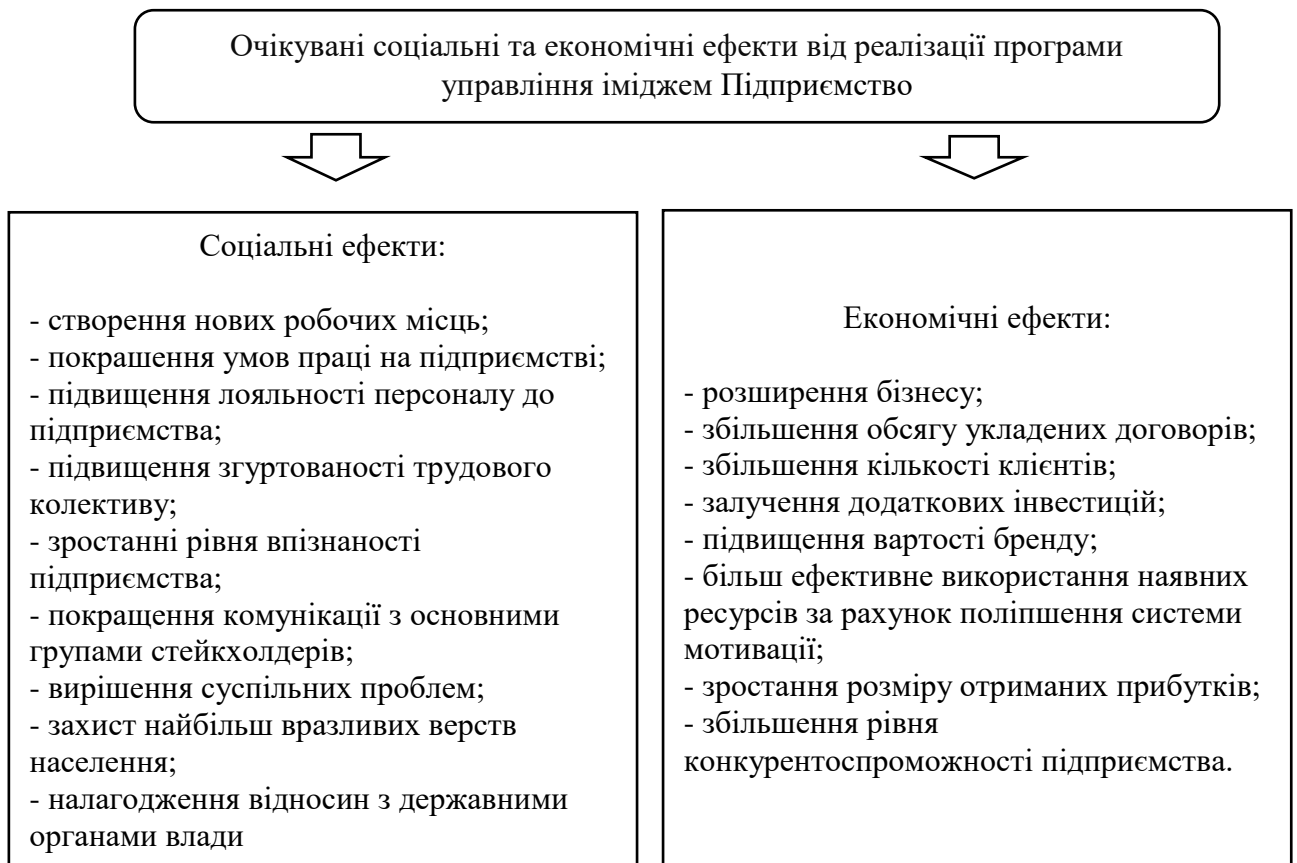 Очікувані соціальні та економічні ефекти від реалізації програми
управління іміджем Підприємство
Соціальні ефекти:
- створення нових робочих місць;
- покрашення умов праці на підприємстві;
- підвищення лояльності персоналу до
підприємства;
- підвищення згуртованості трудового
колективу;
- зростанні рівня впізнаності
підприємства;
- покращення комунікації з основними
групами стейкхолдерів;
- вирішення суспільних проблем;
- захист найбільш вразливих верств
населення;
- налагодження відносин з державними
органами влади
Економічні ефекти:
- розширення бізнесу;
- збільшення обсягу укладених договорів;
- збільшення кількості клієнтів;
- залучення додаткових інвестицій;
- підвищення вартості бренду;
- більш ефективне використання наявних
ресурсів за рахунок поліпшення системи
мотивації;
- зростання розміру отриманих прибутків;
- збільшення рівня
конкурентоспроможності підприємства.